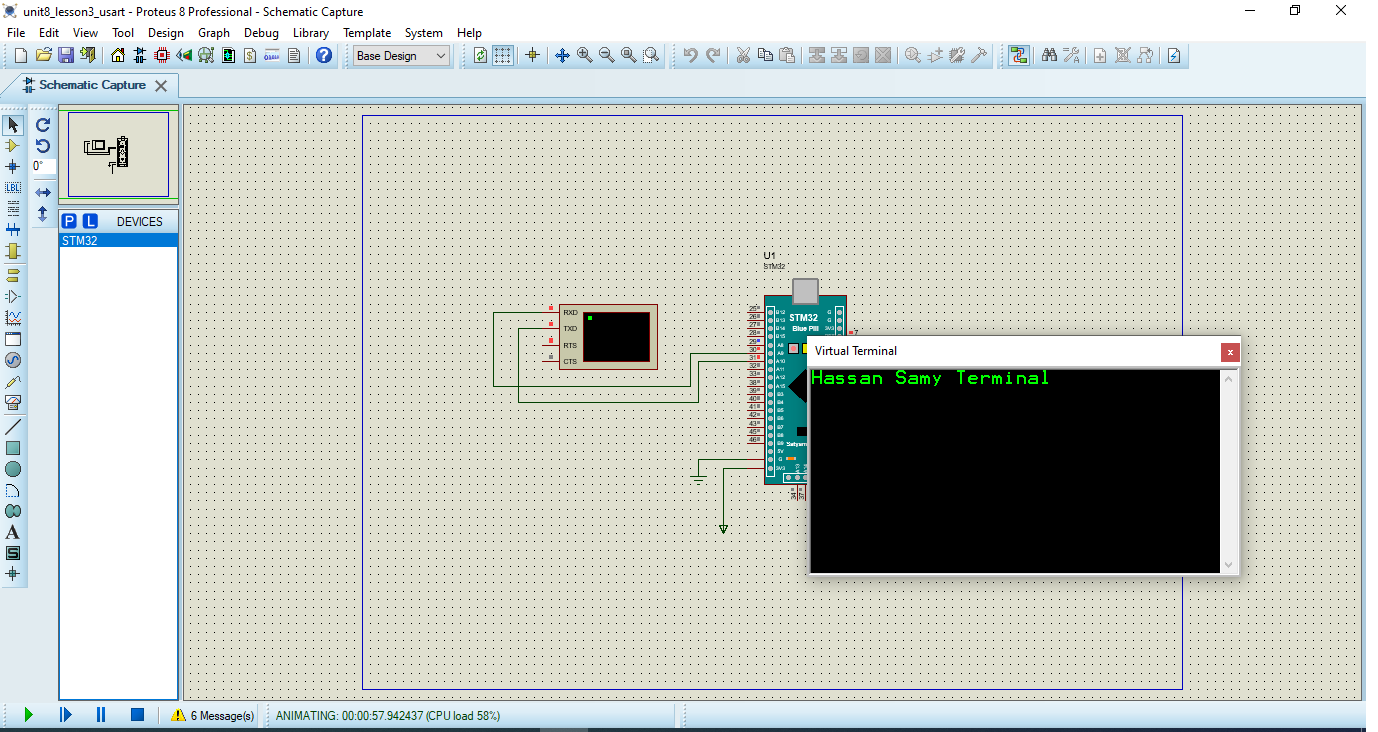 unit8_lesson3_usart - Proteus 8 Professional - Schematic Capture
File Edit View Tool Design Graph Debug Library Template System Help
Base Design
Schematic Capture
0°
LBL
P L DEVICES
STM32
A
S
U1
STM32
RXD
TXD
RTS
CTS
STM32
Blue Pill
25
26
27
28
29
30
31
32
33
38
39
40
41
42
43
45
46
B12
B13
B14
B15
A8
A9
A10
A11
A12
A15
B3
B4
B5
B6
B7
B8
B9
5V
G
3V3
G
G
3V3
7
34
37
Virtual Terminal
x
Hassan Samy Terminal
6 Message(s)
ANIMATING: 00:00:57.942437 (CPU load 58%)